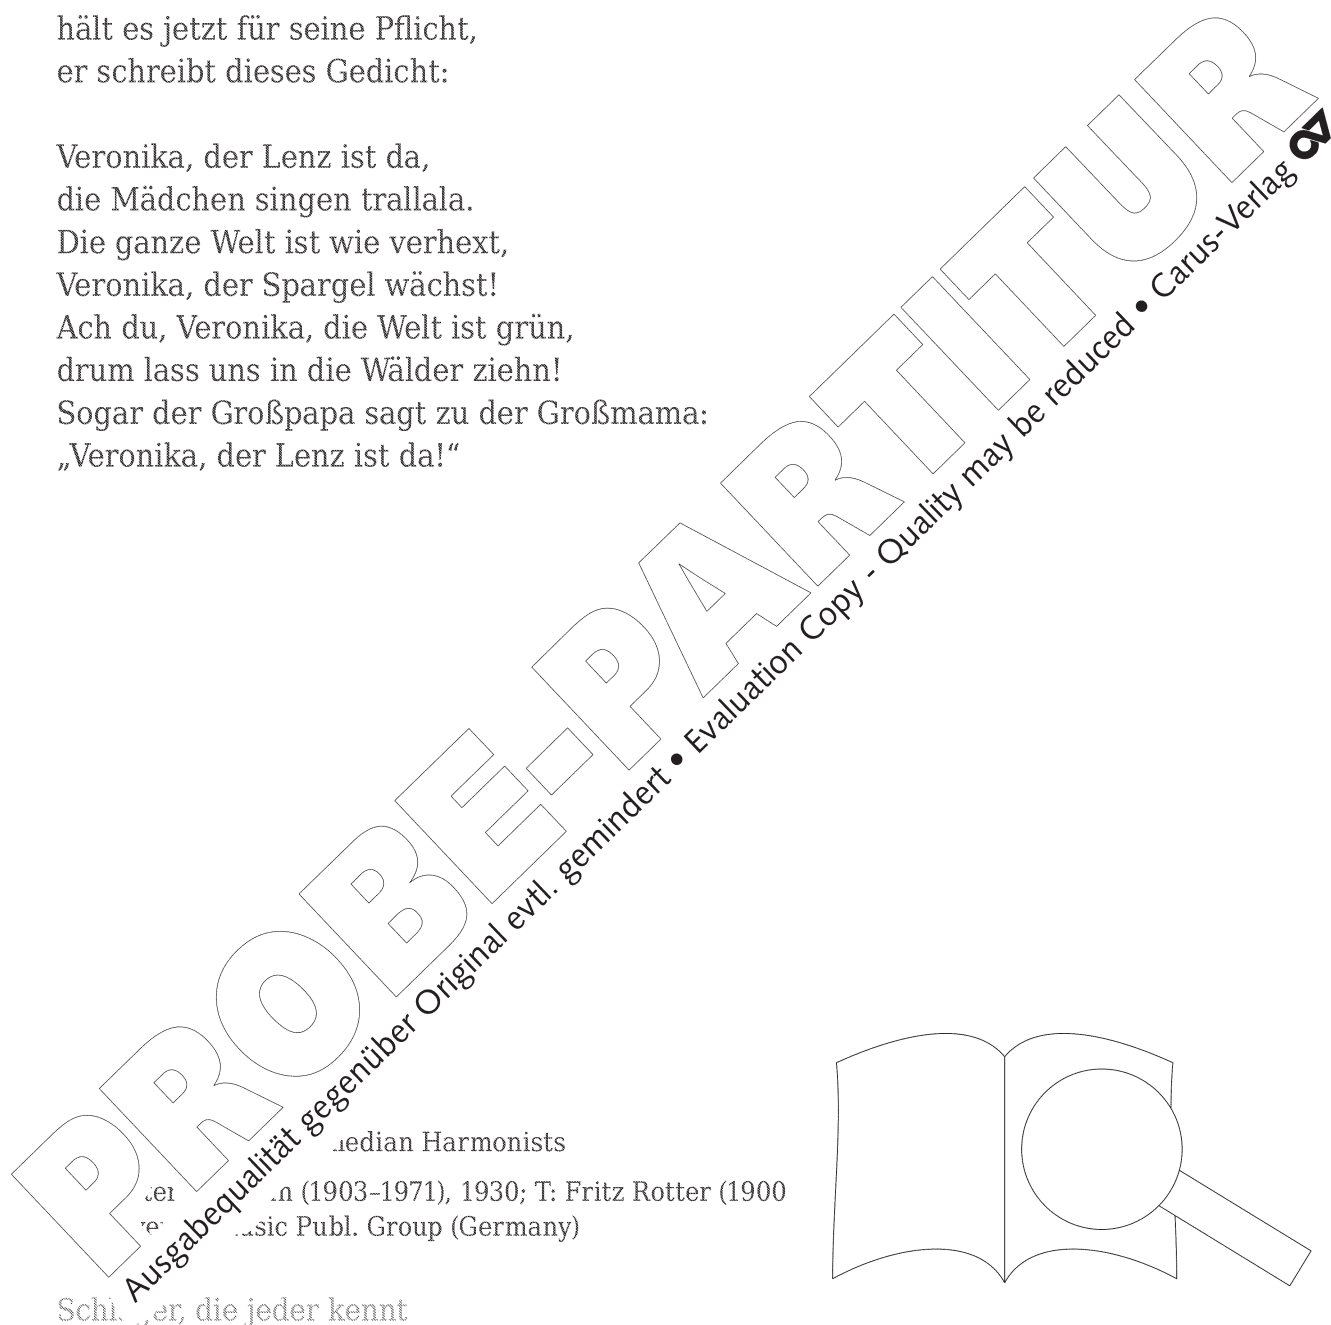 hält es jetzt für seine Pflicht,
er schreibt dieses Gedicht:
Veronika, der Lenz ist da,
die Mädchen singen trallala.
Die ganze Welt ist wie verhext,
Veronika, der Spargel wächst!
Ach du, Veronika, die Welt ist grün,
drum lass uns in die Wälder ziehn!
Sogar der Großpapa sagt zu der Großmama:
„Veronika, der Lenz ist da!“
PROBE-PARTITUR
Ausgabequalität gegenüber Original evtl. gemindert • Evaluation Copy - Quality may be reduced • Carus-Verlag
Harmonists
(1903–1971), 1930; T: Fritz Rotter (1900
Publ. Group (Germany)
die jeder kennt